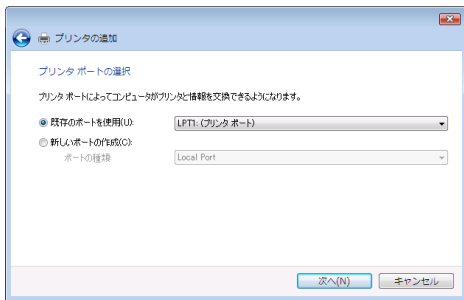 プリンタの追加
プリンタ ポートの選択
プリンタ ポートによってコンピュータがプリンタと情報を交換できるようになります。
既存のポートを使用(U): LPT1: (プリンタ ポート)
新しいポートの作成(C):
ポートの種類 Local Port
次へ(N) キャンセル